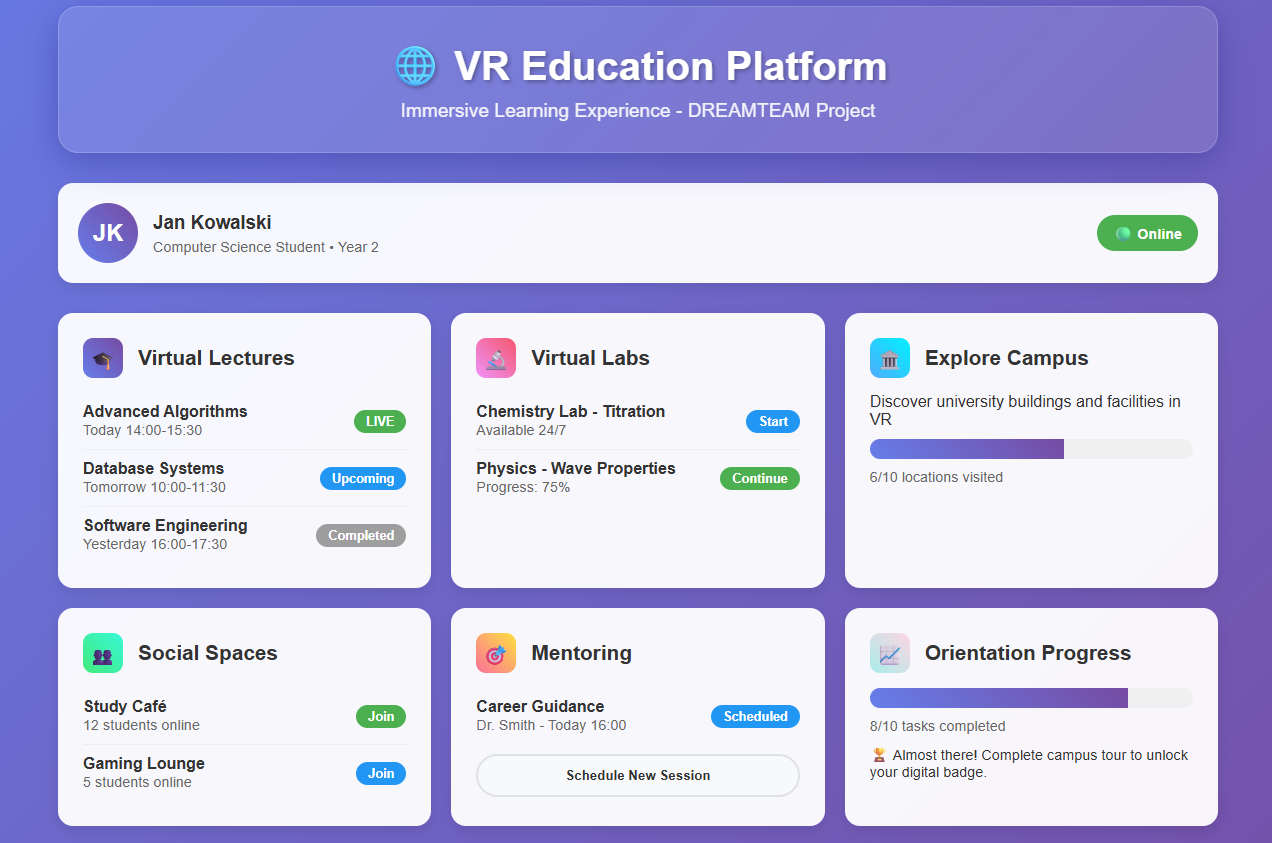 VR Education Platform
Immersive Learning Experience - DREAMTEAM Project
JK
Jan Kowalski
Computer Science Student • Year 2
Online
Virtual Lectures
Advanced Algorithms
Today 14:00-15:30
LIVE
Database Systems
Tomorrow 10:00-11:30
Upcoming
Software Engineering
Yesterday 16:00-17:30
Completed
Virtual Labs
Chemistry Lab - Titration
Available 24/7
Start
Physics - Wave Properties
Progress: 75%
Continue
Explore Campus
Discover university buildings and facilities in
VR
6/10 locations visited
Social Spaces
Study Café
12 students online
Join
Gaming Lounge
5 students online
Join
Mentoring
Career Guidance
Dr. Smith - Today 16:00
Scheduled
Schedule New Session
Orientation Progress
8/10 tasks completed
🏆 Almost there! Complete campus tour to unlock
your digital badge.